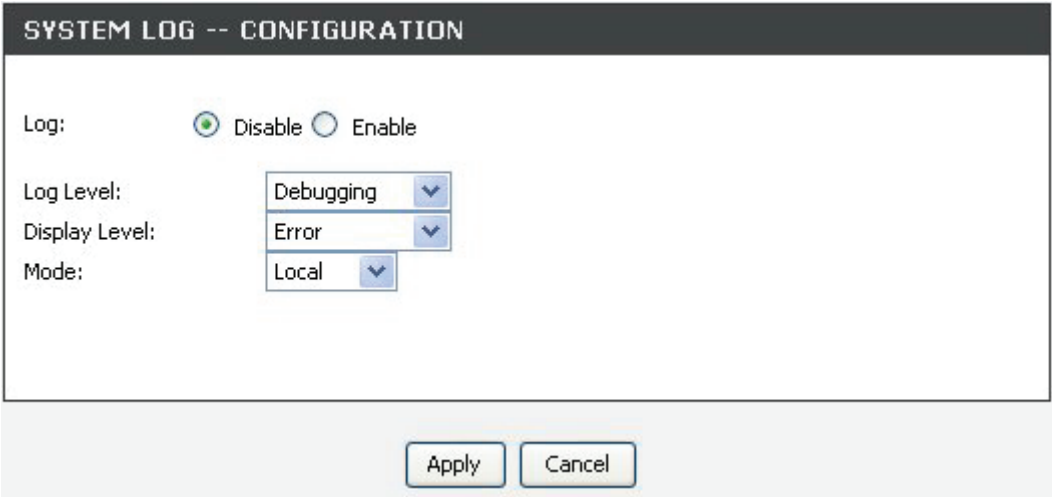 SYSTEM LOG -- CONFIGURATION
Log: Disable Enable
Log Level: Debugging
Display Level: Error
Mode: Local
Apply Cancel